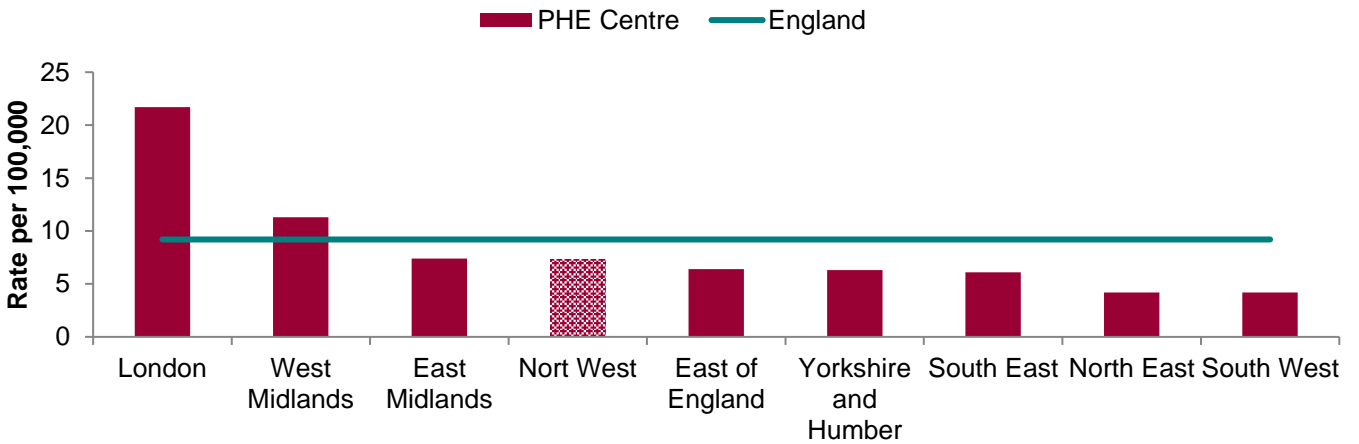 PHE Centre England
Rate per 100,000
25
20
15
10
5
0
London West Midlands East Midlands Nort West East of England Yorkshire and Humber South East North East South West